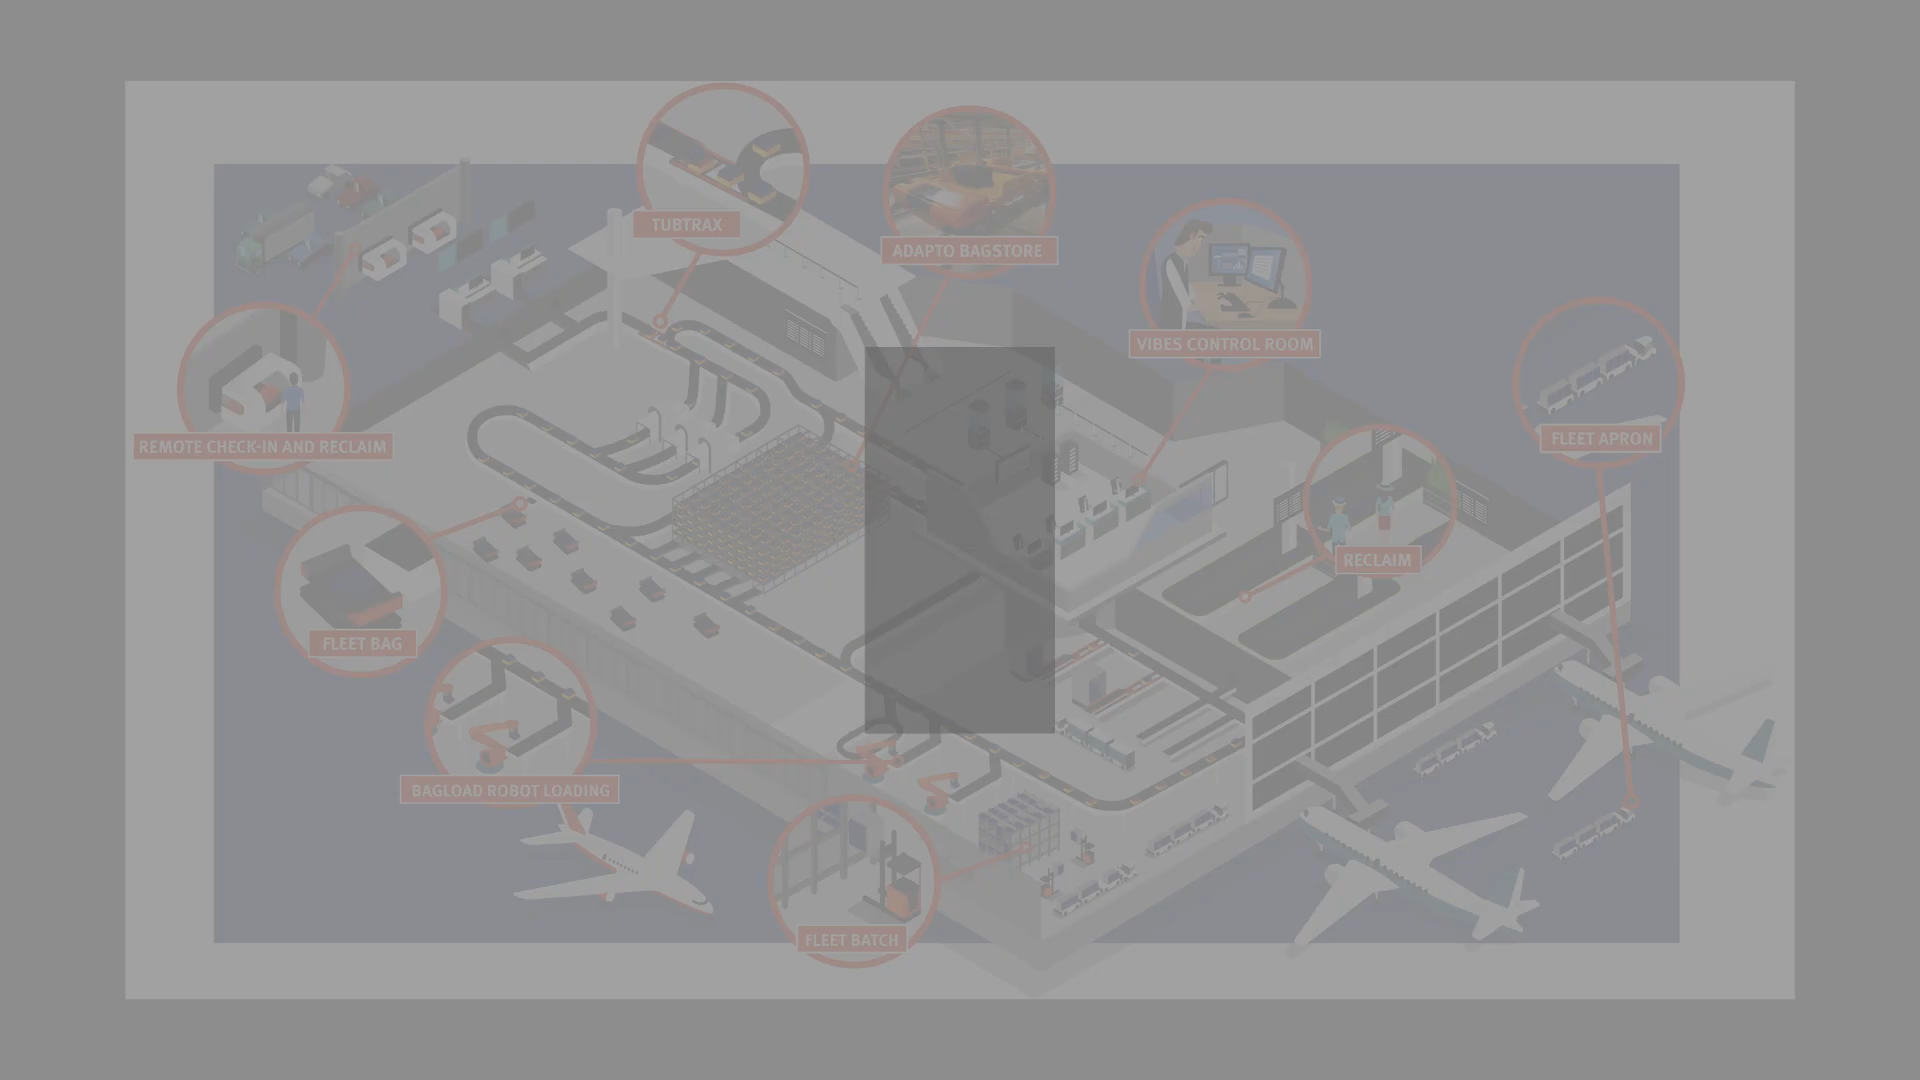 TUBTRAX
ADAPTO BAGSTORE
VIBES CONTROL ROOM
FLEET APRON
REMOTE CHECK-IN AND RECLAIM
RECLAIM
FLEET BAG
BAGLOAD ROBOT LOADING
FLEET BATCH